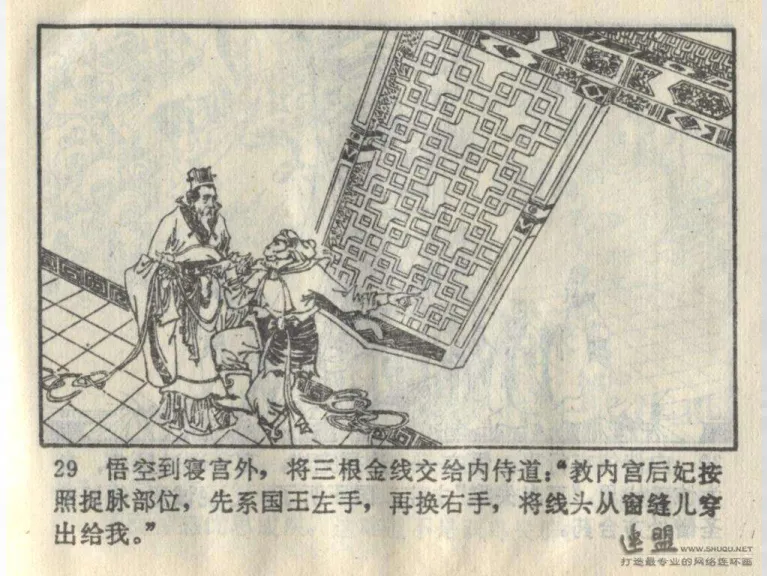 29 悟空到寝宫外，将三根金线交给内侍道：“教内宫后妃按
照捉脉部位，先系国王左手，再换右手，将线头从窗缝儿穿
出给我。”
连盟 WWW.SHUQU.NET
打造最专业的网络连环画